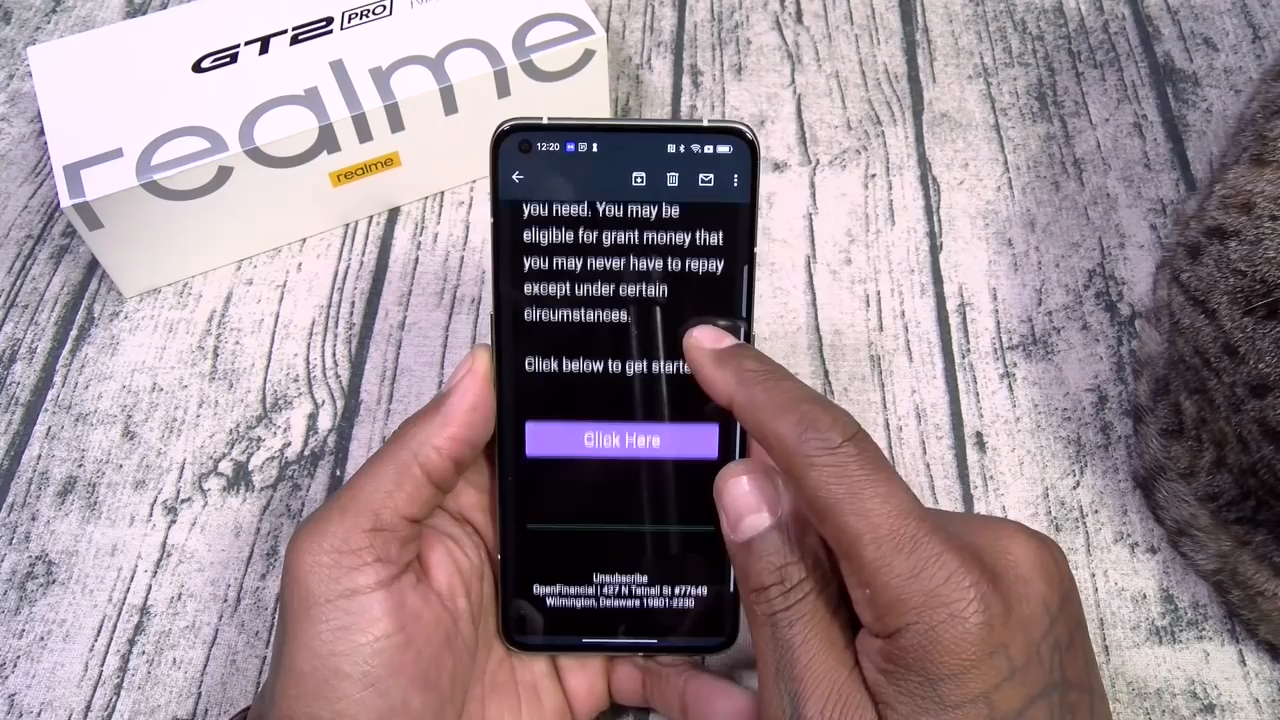 GT2 PRO
realme
realme
12:20
you need. You may be
eligible for grant money that
you may never have to repay
except under certain
circumstances.
Click below to get starte
Click Here
Unsubscribe
OpenFinancial | 427 N Tatnall St #77649
Wilmington, Delaware 19801-2230